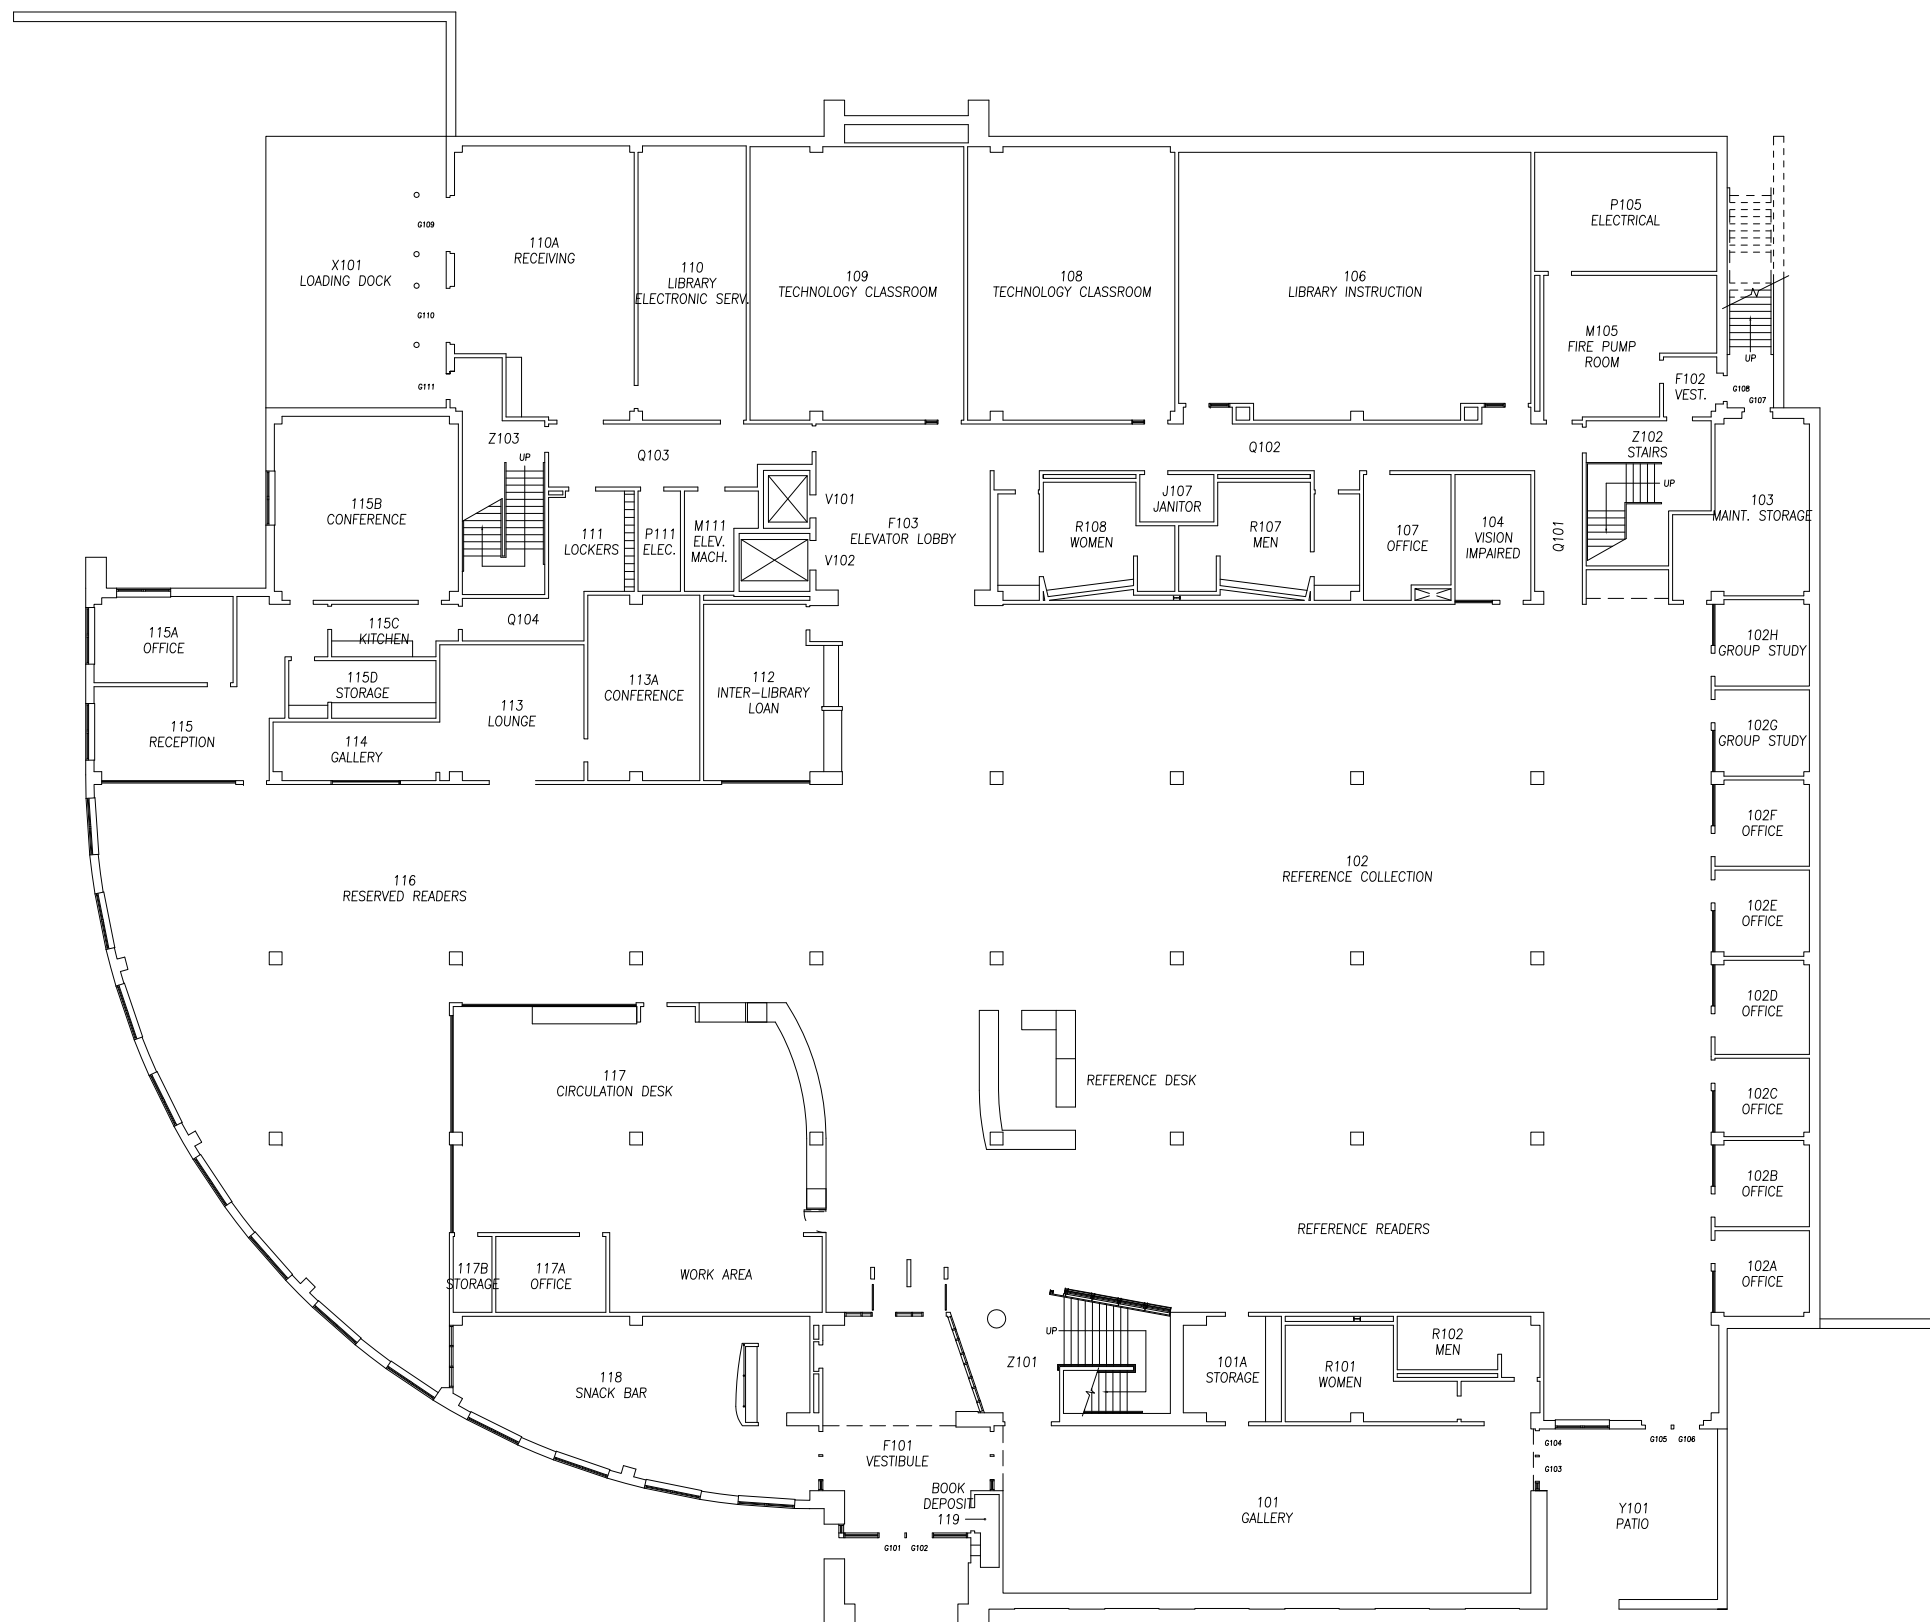 P105
ELECTRICAL
G109
110A
RECEIVING
X101
LOADING DOCK
110
LIBRARY
ELECTRONIC SERV.
109
TECHNOLOGY CLASSROOM
108
TECHNOLOGY CLASSROOM
106
LIBRARY INSTRUCTION
G110
M105
FIRE PUMP
ROOM
UP
G111
F102
VEST.
G108
G107
Z103
UP
Q103
Q102
Z102
STAIRS
UP
115B
CONFERENCE
V101
103
MAINT. STORAGE
J107
JANITOR
111
LOCKERS
P111
ELEC.
M111
ELEV.
MACH.
F103
ELEVATOR LOBBY
R108
WOMEN
R107
MEN
107
OFFICE
104
VISION
IMPAIRED
Q101
V102
115A
OFFICE
115C
KITCHEN
Q104
102H
GROUP STUDY
115D
STORAGE
113A
CONFERENCE
112
INTER-LIBRARY
LOAN
113
LOUNGE
115
RECEPTION
114
GALLERY
102G
GROUP STUDY
102F
OFFICE
116
RESERVED READERS
102
REFERENCE COLLECTION
102E
OFFICE
102D
OFFICE
117
CIRCULATION DESK
REFERENCE DESK
102C
OFFICE
102B
OFFICE
REFERENCE READERS
117B
STORAGE
117A
OFFICE
WORK AREA
102A
OFFICE
UP
Z101
101A
STORAGE
R102
MEN
R101
WOMEN
118
SNACK BAR
F101
VESTIBULE
G105
G106
G104
G103
BOOK
DEPOSIT
119
101
GALLERY
Y101
PATIO
G101
G102